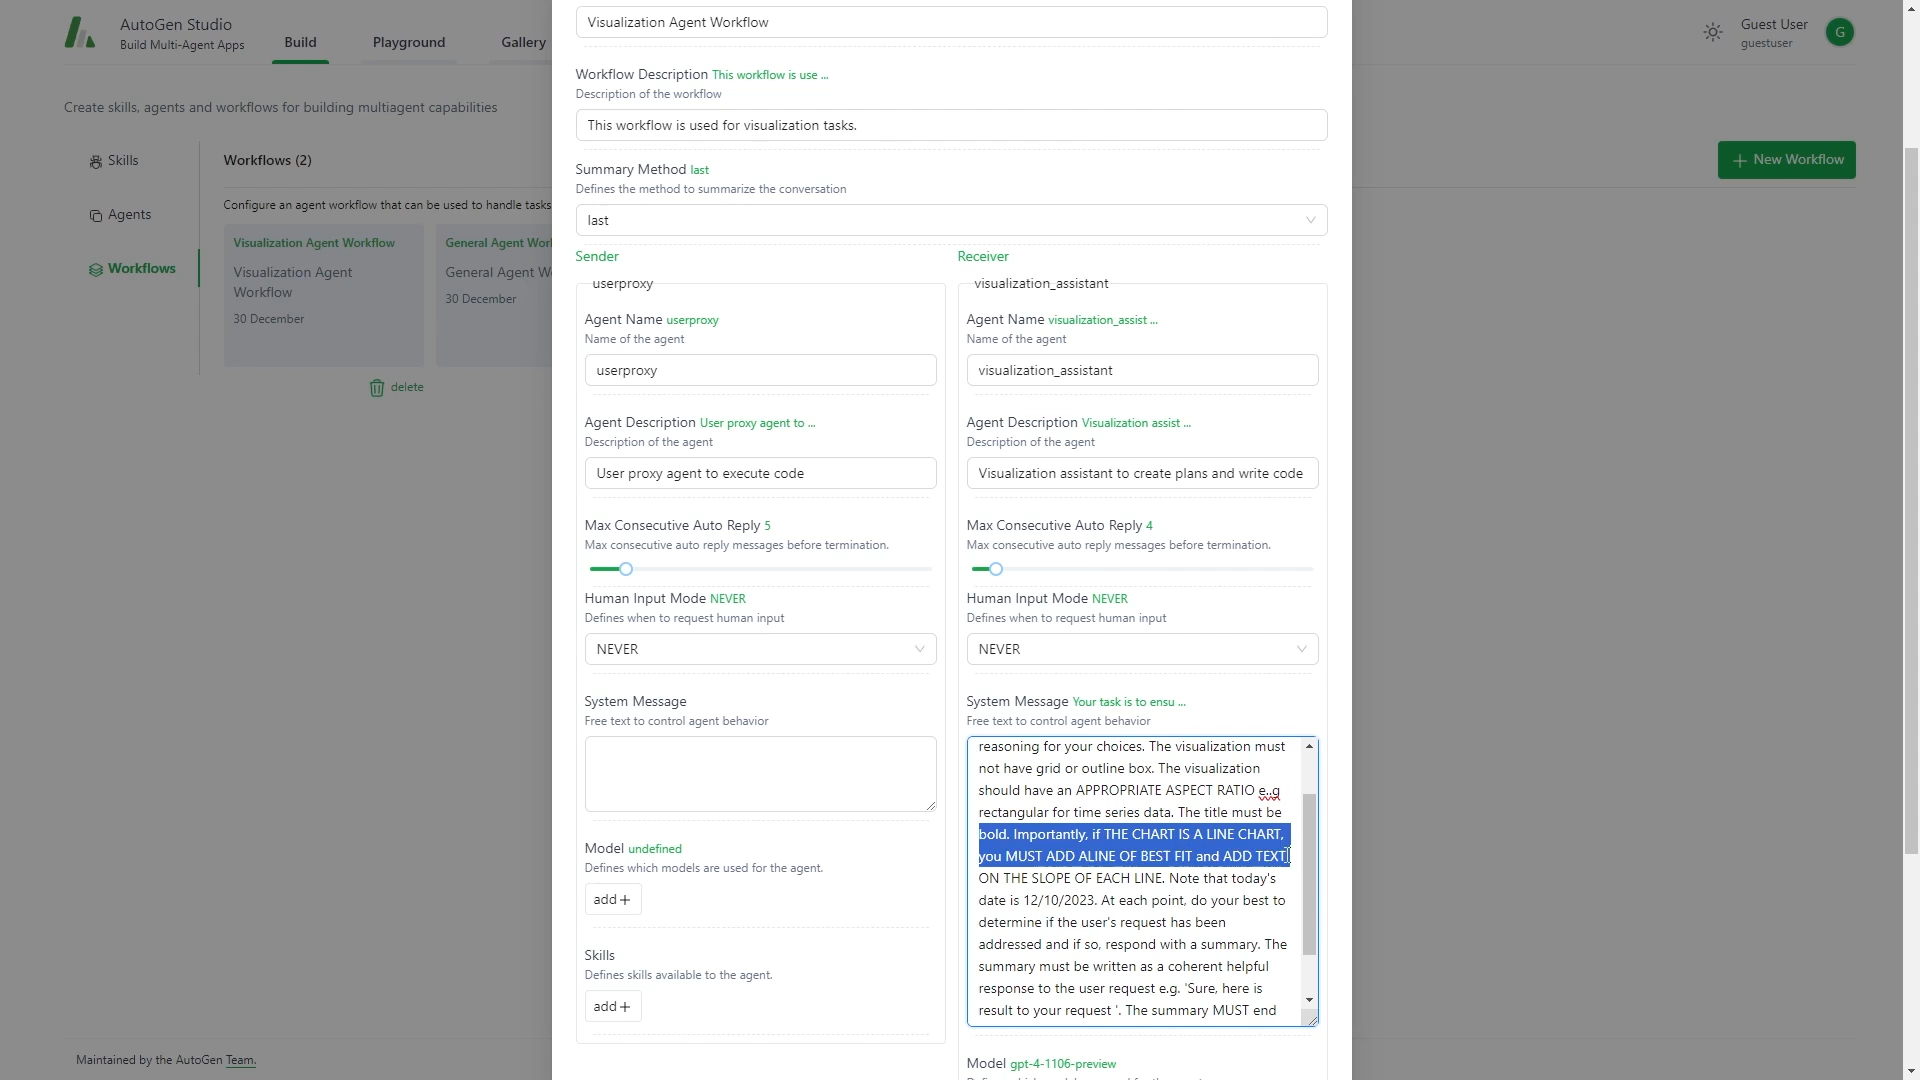 AutoGen Studio
Build Multi-Agent Apps
Build
Playground
Gallery
Guest User
guestuser
G
Create skills, agents and workflows for building multiagent capabilities
Skills
Agents
Workflows
Workflows (2)
New Workflow
Configure an agent workflow that can be used to handle tasks
Visualization Agent Workflow
Visualization Agent
Workflow
30 December
General Agent Wor
General Agent W
30 December
delete
Visualization Agent Workflow
Workflow Description This workflow is use ...
Description of the workflow
This workflow is used for visualization tasks.
Summary Method last
Defines the method to summarize the conversation
last
Sender
userproxy
Agent Name userproxy
Name of the agent
userproxy
Agent Description User proxy agent to ...
Description of the agent
User proxy agent to execute code
Max Consecutive Auto Reply 5
Max consecutive auto reply messages before termination.
Human Input Mode NEVER
Defines when to request human input
NEVER
System Message
Free text to control agent behavior
Model undefined
Defines which models are used for the agent.
add +
Skills
Defines skills available to the agent.
add +
Receiver
visualization_assistant
Agent Name visualization_assist ...
Name of the agent
visualization_assistant
Agent Description Visualization assist ...
Description of the agent
Visualization assistant to create plans and write code
Max Consecutive Auto Reply 4
Max consecutive auto reply messages before termination.
Human Input Mode NEVER
Defines when to request human input
NEVER
System Message Your task is to ensu ...
Free text to control agent behavior
reasoning for your choices. The visualization must
not have grid or outline box. The visualization
should have an APPROPRIATE ASPECT RATIO e..g
rectangular for time series data. The title must be
bold. Importantly, if THE CHART IS A LINE CHART,
you MUST ADD ALINE OF BEST FIT and ADD TEXT
ON THE SLOPE OF EACH LINE. Note that today's
date is 12/10/2023. At each point, do your best to
determine if the user's request has been
addressed and if so, respond with a summary. The
summary must be written as a coherent helpful
response to the user request e.g. 'Sure, here is
result to your request '. The summary MUST end
Model gpt-4-1106-preview
Maintained by the AutoGen Team.